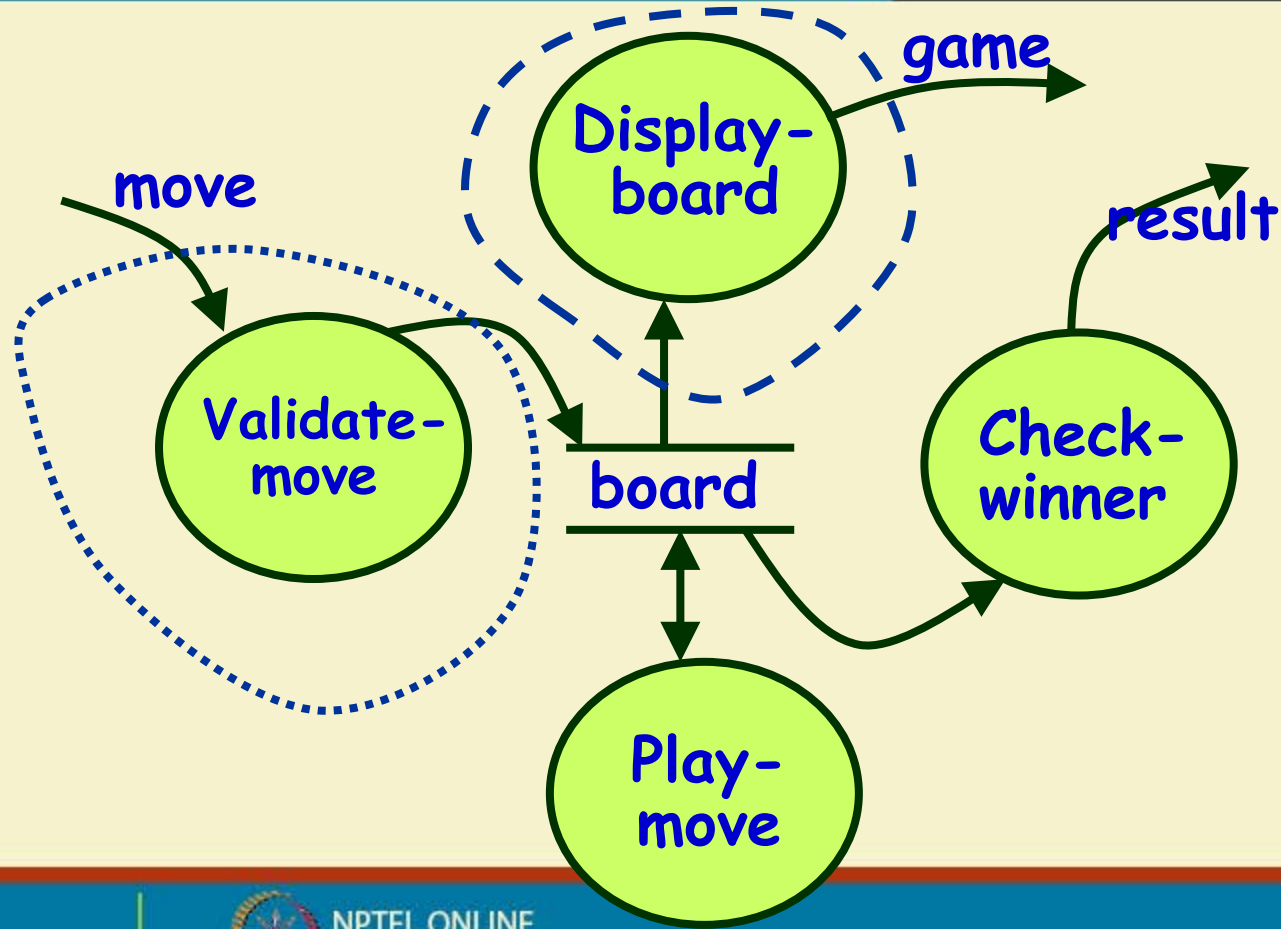 game
Display-
board
move
result
Validate-
move
Check-
winner
board
Play-
move
NPTEL ONLINE